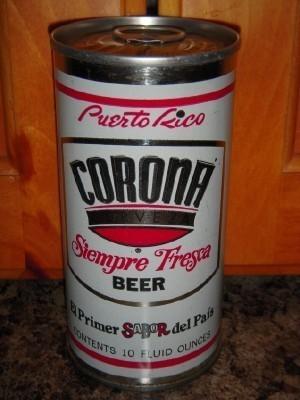 Puerto Rico
CORONA
Siempre Fresca
BEER
El Primer SABOR del País
CONTENTS 10 FLUID OUNCES